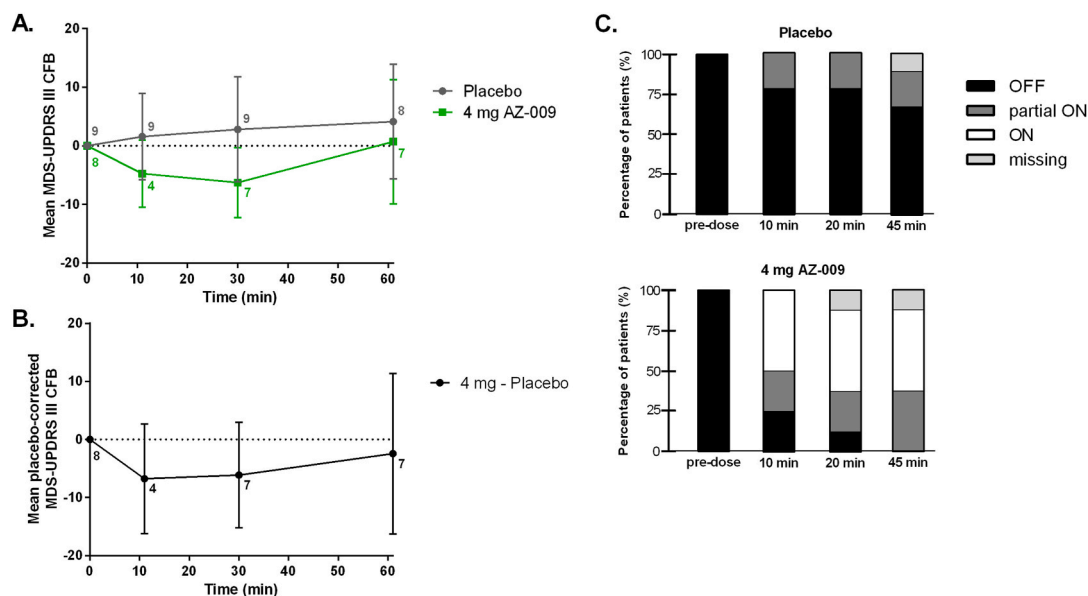 A.
Mean MDS-UPDRS III CFB
20
10
0
-10
-20
9
9
9
8
8
4
7
7
0
10
20
30
40
50
60
Time (min)
Placebo
4 mg AZ-009
B.
Mean placebo-corrected
MDS-UPDRS III CFB
20
10
0
-10
-20
8
4
7
7
0
10
20
30
40
50
60
Time (min)
4 mg - Placebo
C.
Placebo
Percentage of patients (%)
100
75
50
25
0
pre-dose
10 min
20 min
45 min
OFF
partial ON
ON
missing
4 mg AZ-009
Percentage of patients (%)
100
75
50
25
0
pre-dose
10 min
20 min
45 min